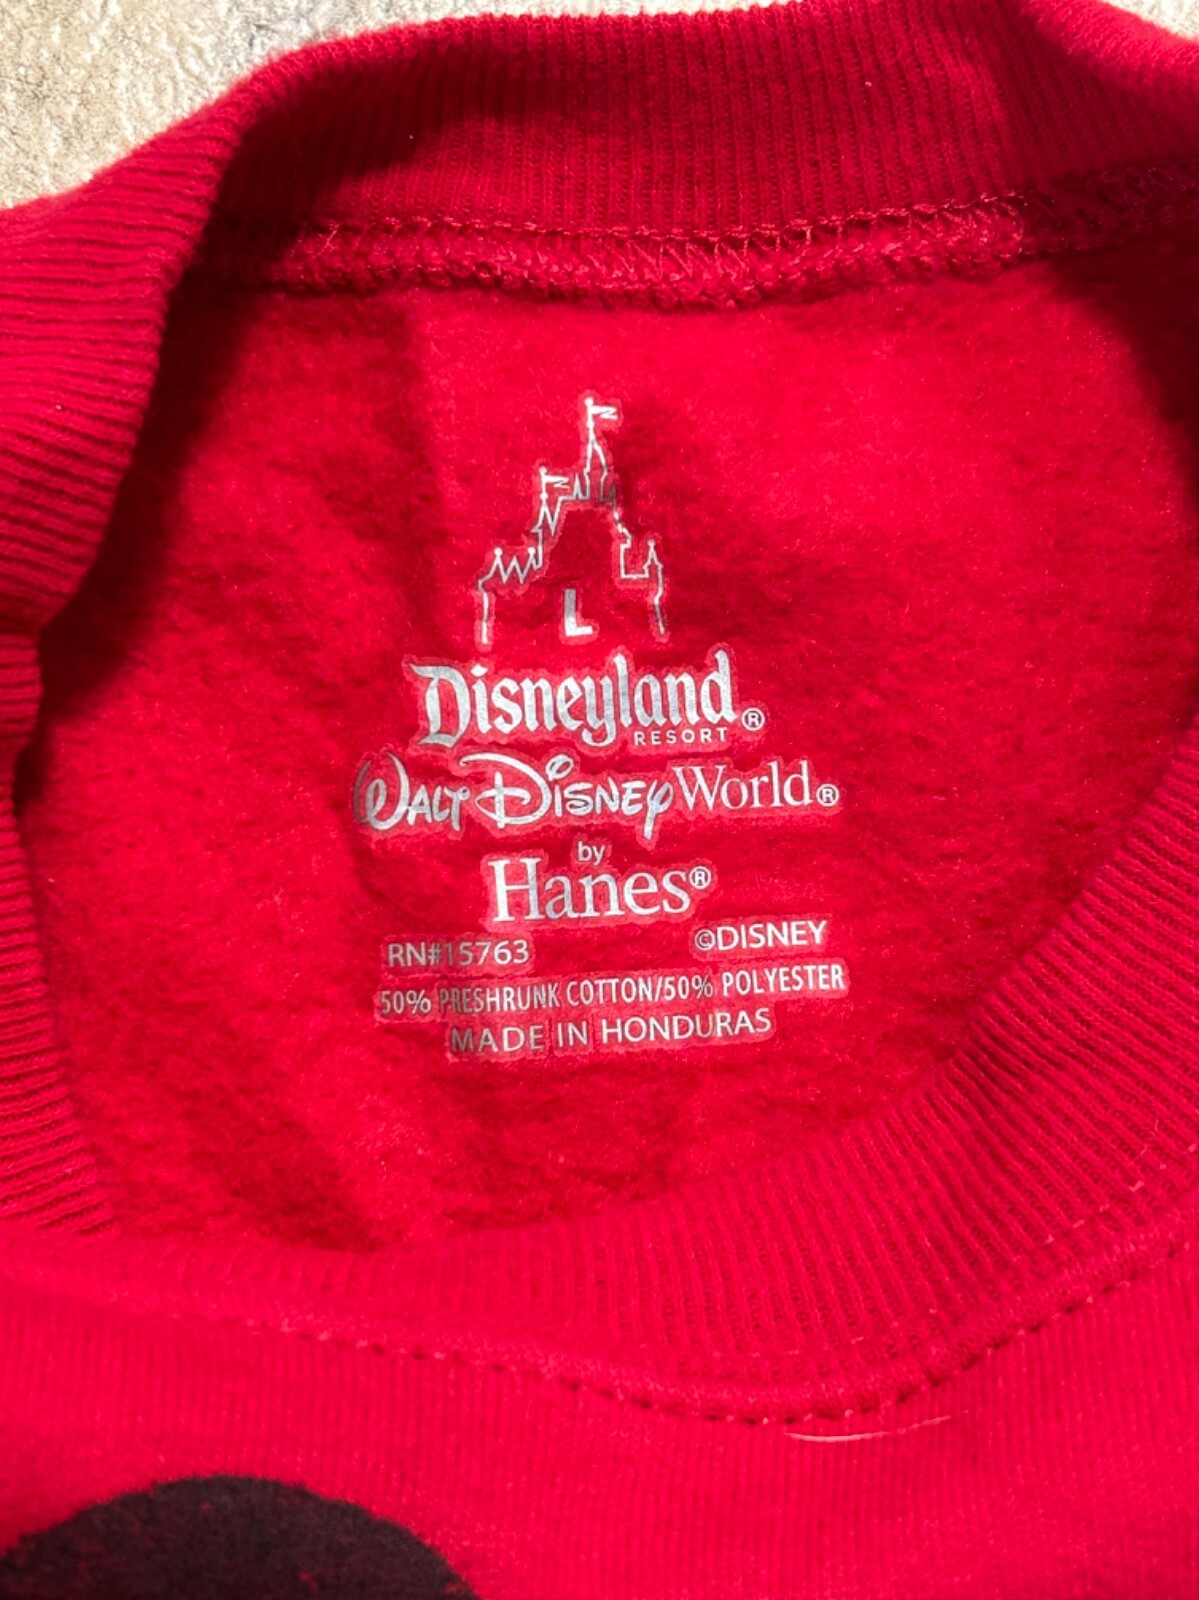 L
Disneyland®
RESORT
WALT DISNEY World®
by
Hanes®
RN#15763 ©DISNEY
50% PRESHRUNK COTTON/50% POLYESTER
MADE IN HONDURAS